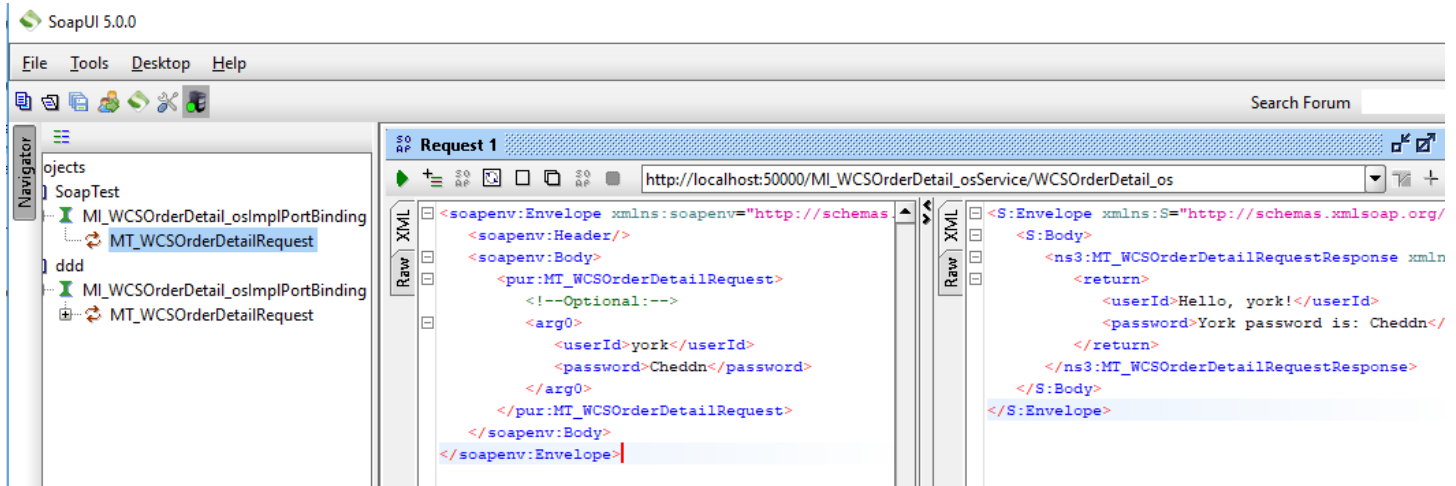 SoapUI 5.0.0
File Tools Desktop Help
Search Forum
Navigator
ojects
SoapTest
MI_WCSOrderDetail_osImplPortBinding
MT_WCSOrderDetailRequest
ddd
MI_WCSOrderDetail_osImplPortBinding
MT_WCSOrderDetailRequest
SO AP Request 1
http://localhost:50000/MI_WCSOrderDetail_osService/WCSOrderDetail_os
XML
Raw
<soapenv:Envelope xmlns:soapenv="http://schemas.
<soapenv:Header/>
<soapenv:Body>
<pur:MT_WCSOrderDetailRequest>
<!--Optional:-->
<arg0>
<userId>york</userId>
<password>Cheddn</password>
</arg0>
</pur:MT_WCSOrderDetailRequest>
</soapenv:Body>
</soapenv:Envelope>
XML
Raw
<S:Envelope xmlns:S="http://schemas.xmlsoap.org/
<S:Body>
<ns3:MT_WCSOrderDetailRequestResponse xmln
<return>
<userId>Hello, york!</userId>
<password>York password is: Cheddn</
</return>
</ns3:MT_WCSOrderDetailRequestResponse>
</S:Body>
</S:Envelope>